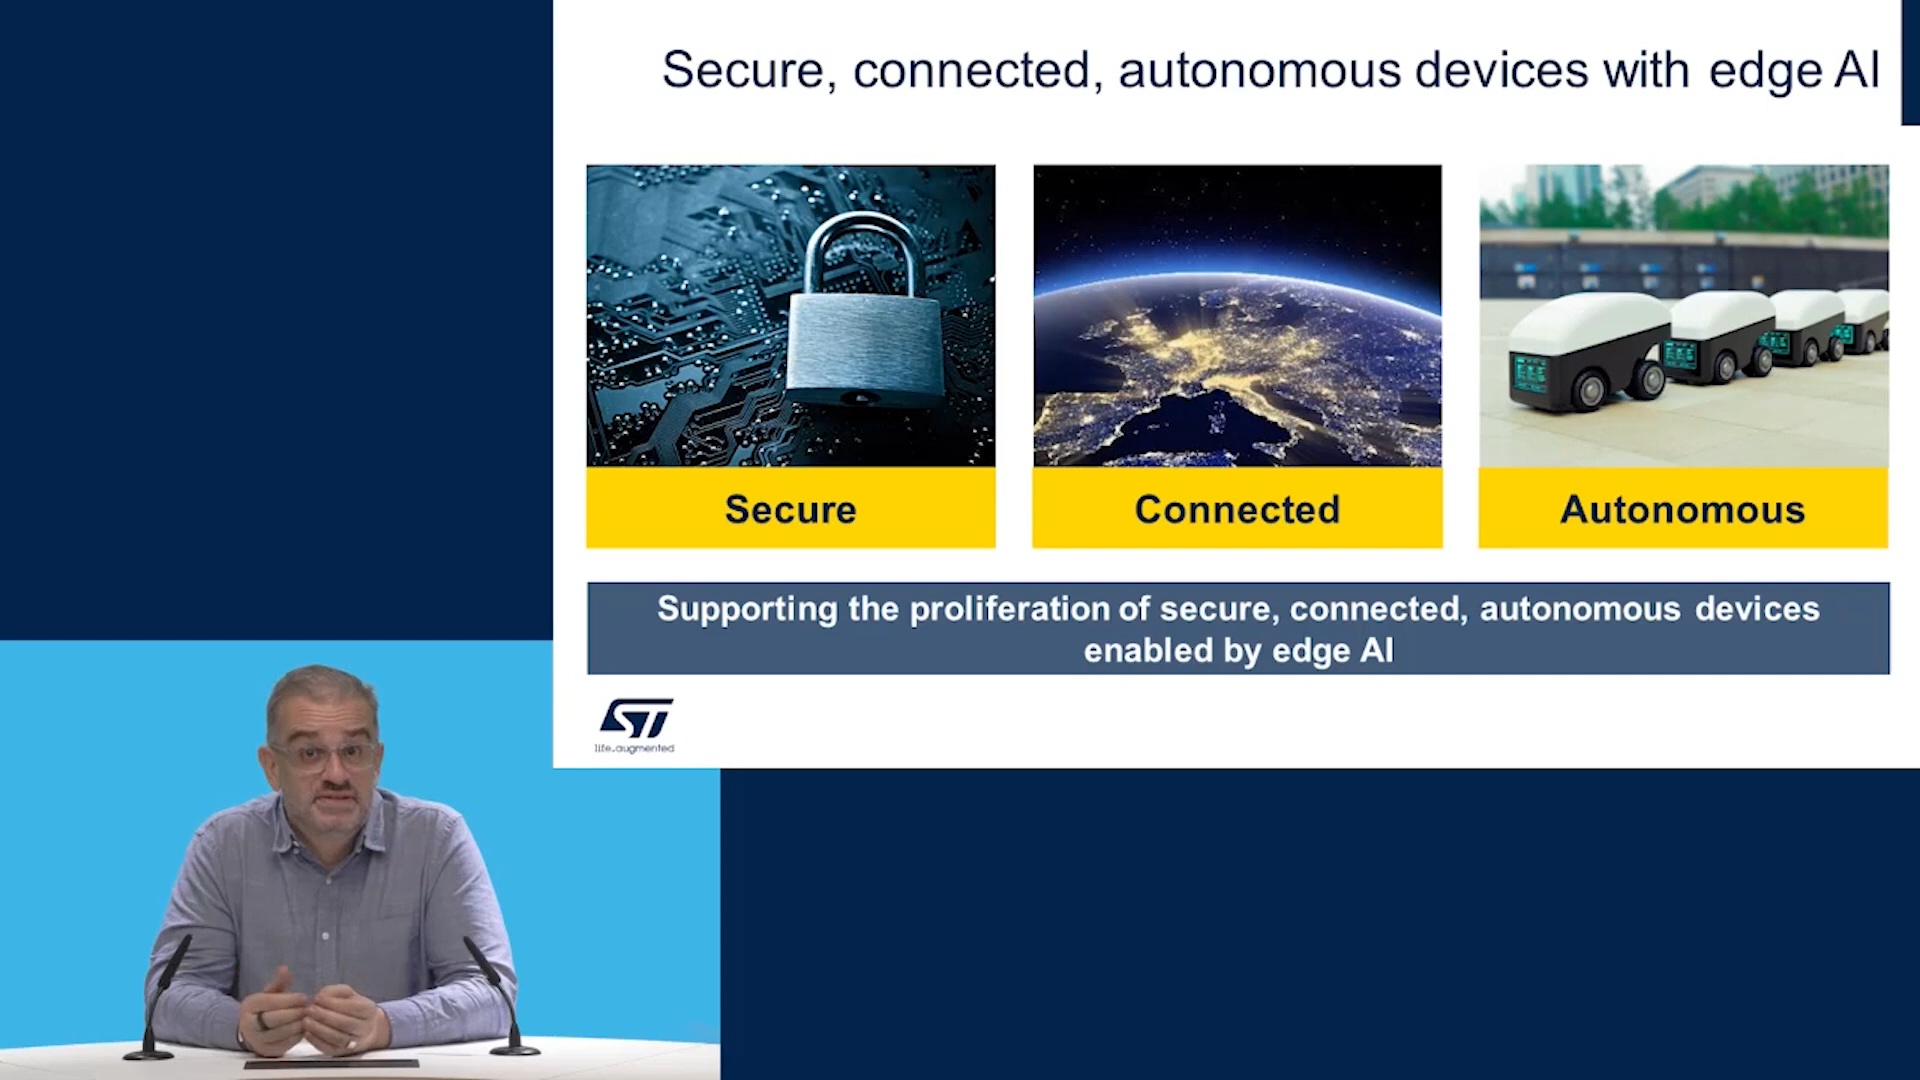 Secure, connected, autonomous devices with edge AI
Secure
Connected
Autonomous
Supporting the proliferation of secure, connected, autonomous devices
enabled by edge AI
ST
life.augmented